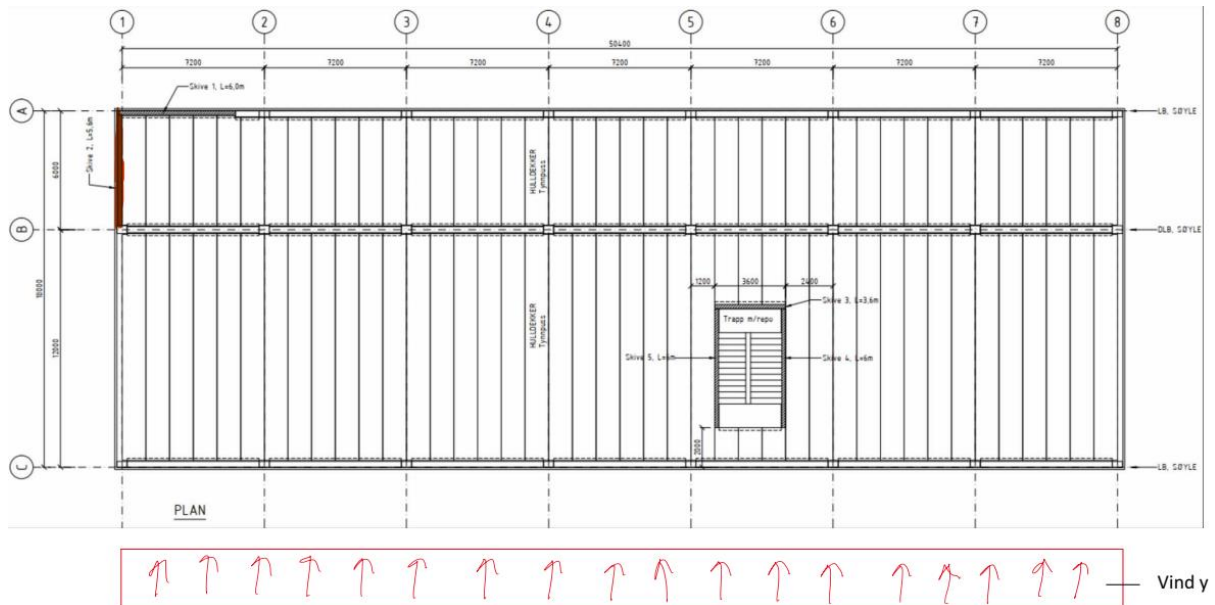 1 2 3 4 5 6 7 8
50400
7200 7200 7200 7200 7200 7200 7200
Skive 1, L=6,0m
A
LB, SØYLE
Skive 2, L=5,6m
6000
HULLDEKKER
Tynnpuss
B
DLB, SØYLE
18000
12000
HULLDEKKER
Tynnpuss
1200 3600 2400
Skive 3, L=3,6m
Trapp m/repo
Skive 5, L=6m
Skive 4, L=6m
2000
C
LB, SØYLE
PLAN
Vind y